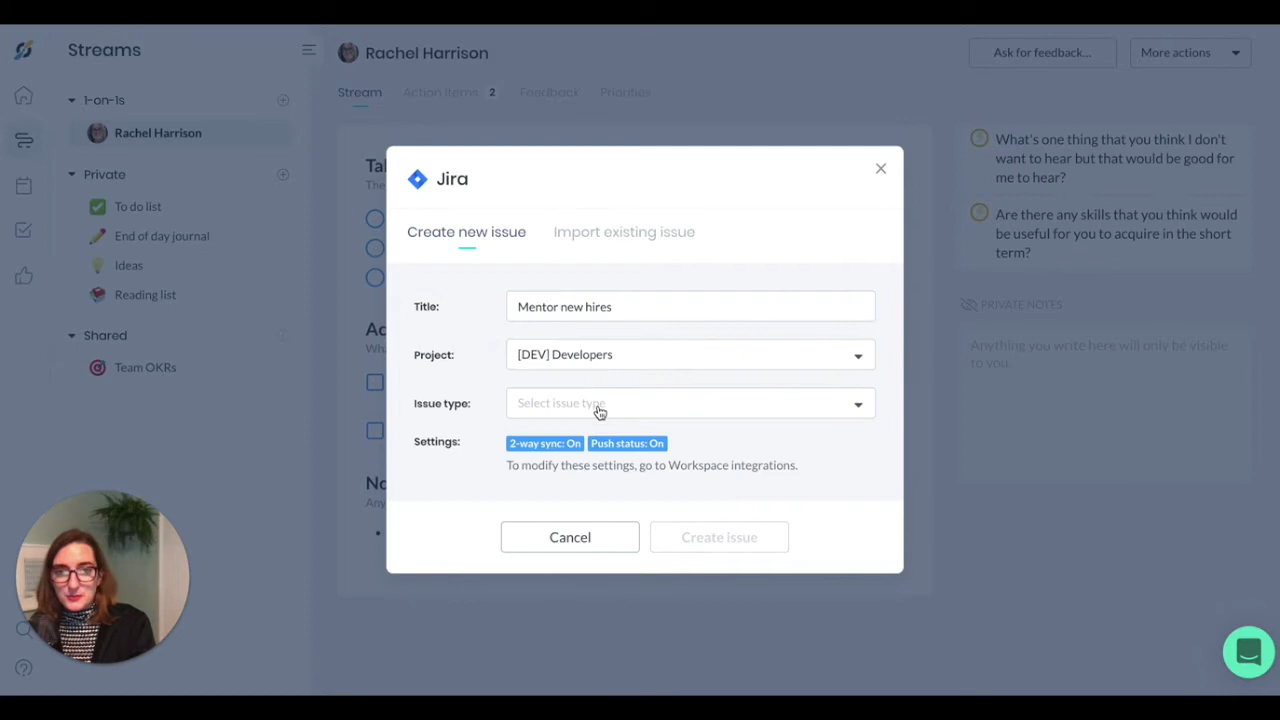 Streams
1-on-1s
Rachel Harrison
Private
To do list
End of day journal
Ideas
Reading list
Shared
Team OKRs
Rachel Harrison
Ask for feedback...
More actions
Stream
Action items 2
Feedback
Priorities
Jira
Create new issue
Import existing issue
Title:
Mentor new hires
Project:
[DEV] Developers
Issue type:
Select issue type
Settings:
2-way sync: On
Push status: On
To modify these settings, go to Workspace integrations.
Cancel
Create issue
What's one thing that you think I don't
want to hear but that would be good for
me to hear?
Are there any skills that you think would
be useful for you to acquire in the short
term?
PRIVATE NOTES
Anything you write here will only be visible
to you.